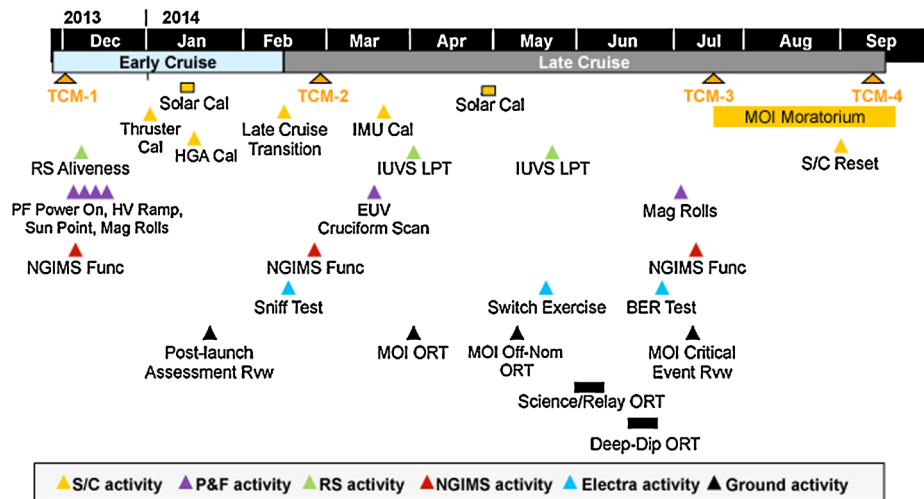 2013 2014
Dec Jan Feb Mar Apr May Jun Jul Aug Sep
Early Cruise Late Cruise
TCM-1 TCM-2 TCM-3 TCM-4
Solar Cal Solar Cal
MOI Moratorium
Thruster
Cal
HGA Cal
Late Cruise
Transition
IMU Cal
S/C Reset
RS Aliveness IUVS LPT IUVS LPT
PF Power On, HV Ramp,
Sun Point, Mag Rolls
EUV
Cruciform Scan
Mag Rolls
NGIMS Func NGIMS Func NGIMS Func
Sniff Test Switch Exercise BER Test
Post-launch
Assessment Rvw
MOI ORT
MOI Off-Nom
ORT
MOI Critical
Event Rvw
Science/Relay ORT
Deep-Dip ORT
S/C activity P&F activity RS activity NGIMS activity Electra activity Ground activity